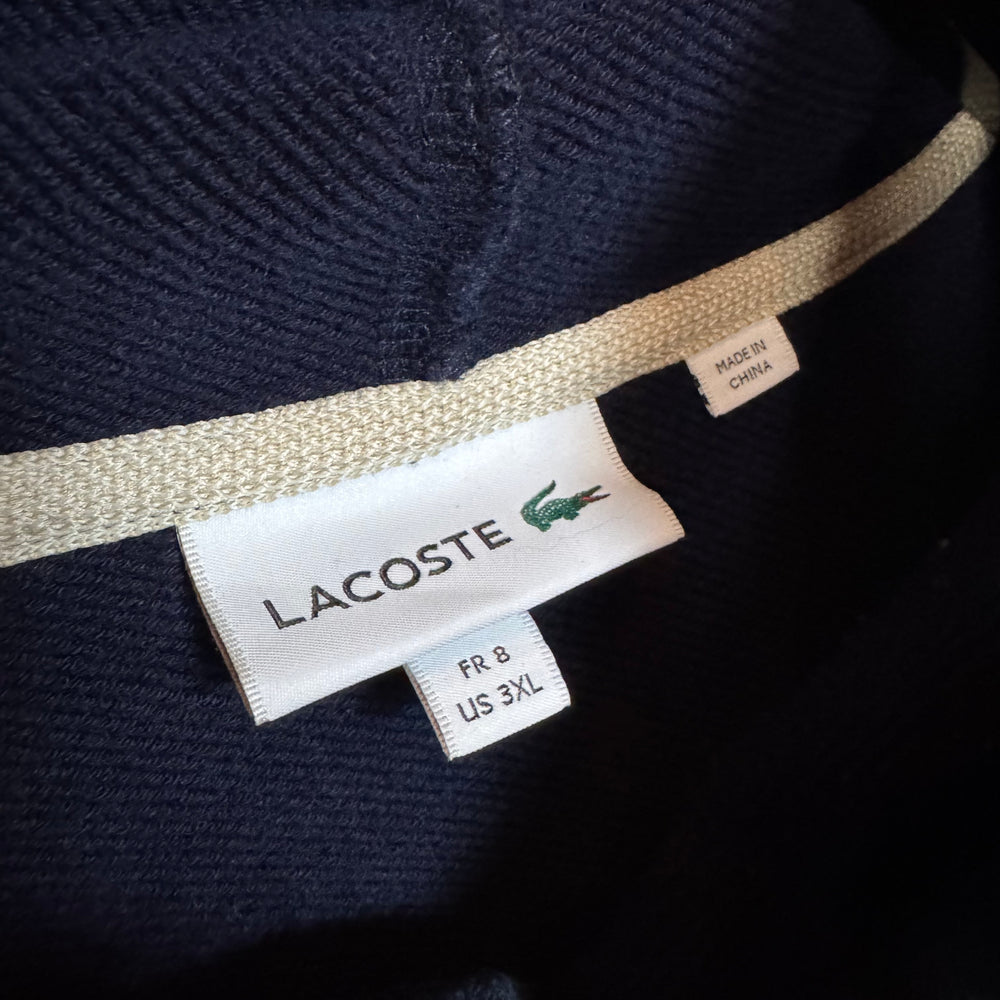 LACOSTE
FR 8
US 3XL
MADE IN
CHINA